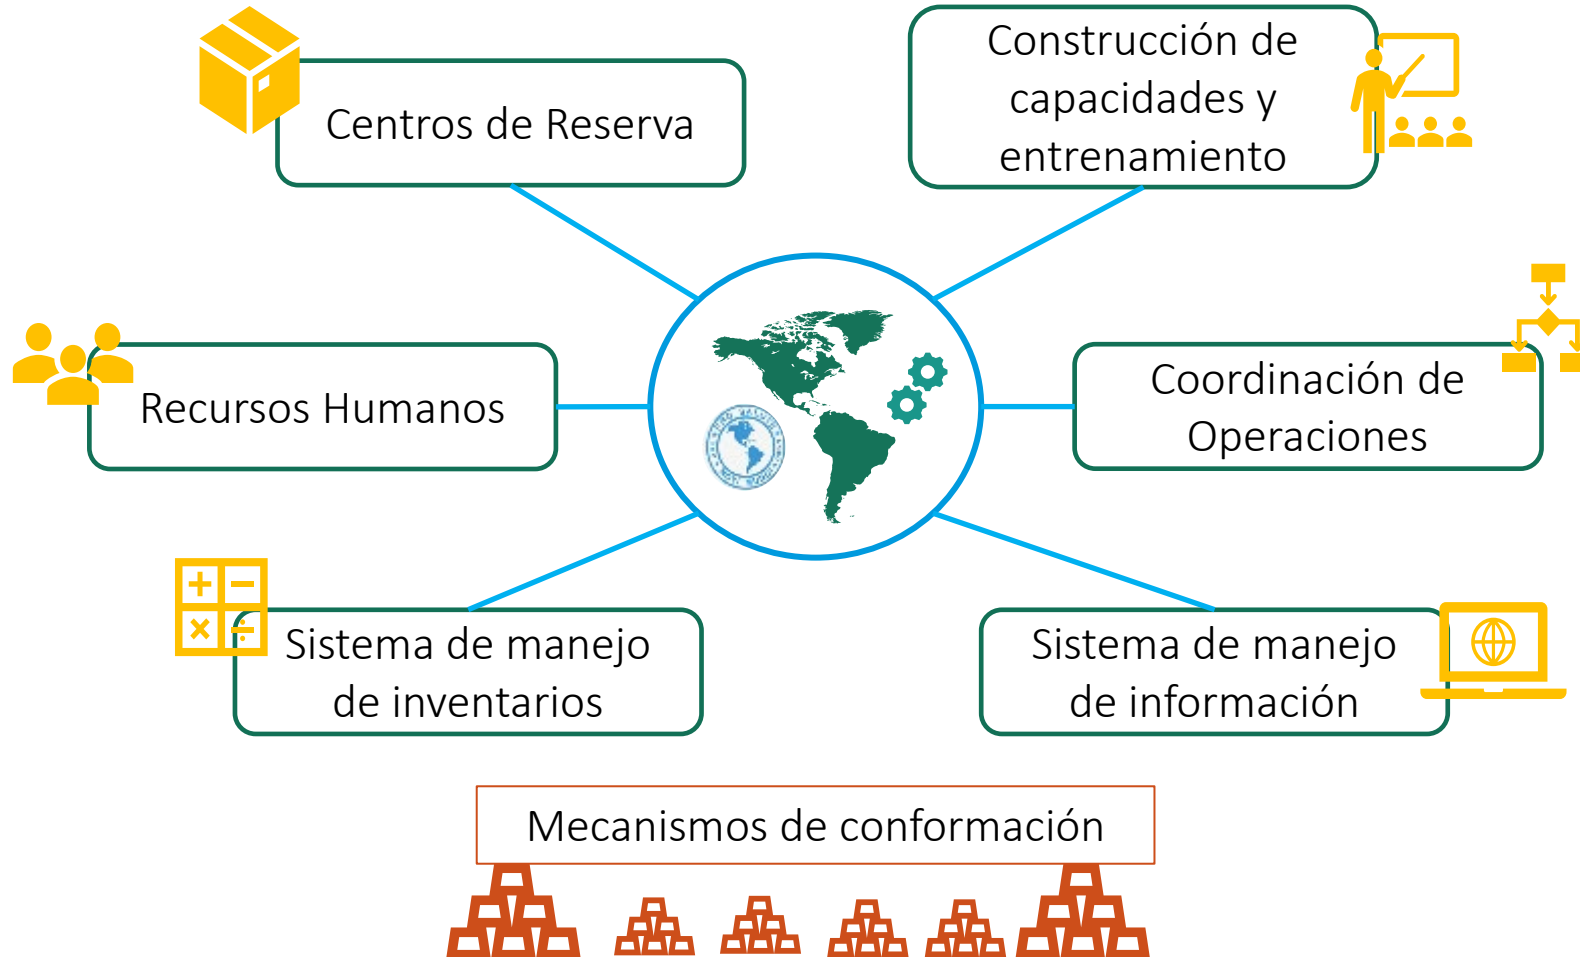 Centros de Reserva
Construcción de
capacidades y
entrenamiento
Recursos Humanos
Coordinación de
Operaciones
Sistema de manejo
de inventarios
Sistema de manejo
de información
Mecanismos de conformación